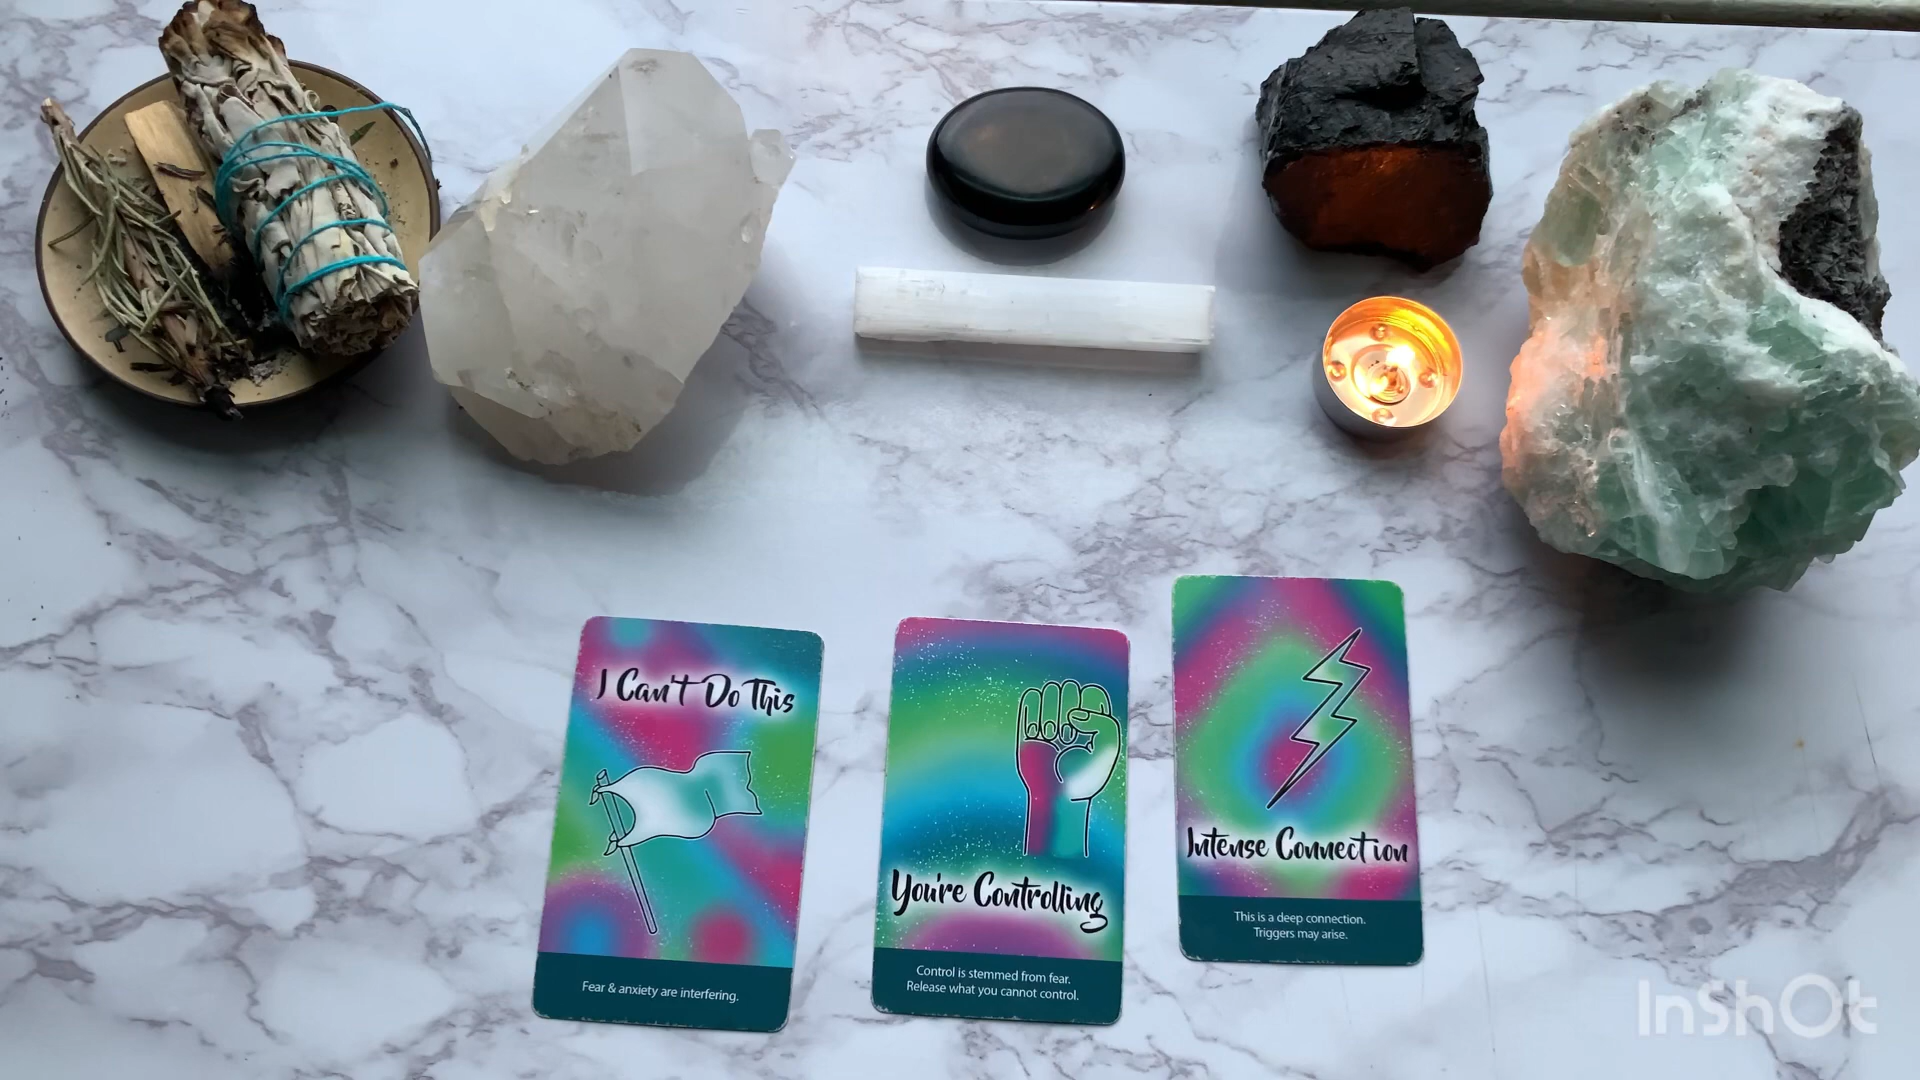 I Can't Do This
Fear & anxiety are interfering.
You're Controlling
Control is stemmed from fear.
Release what you cannot control.
Intense Connection
This is a deep connection.
Triggers may arise.
InShOt